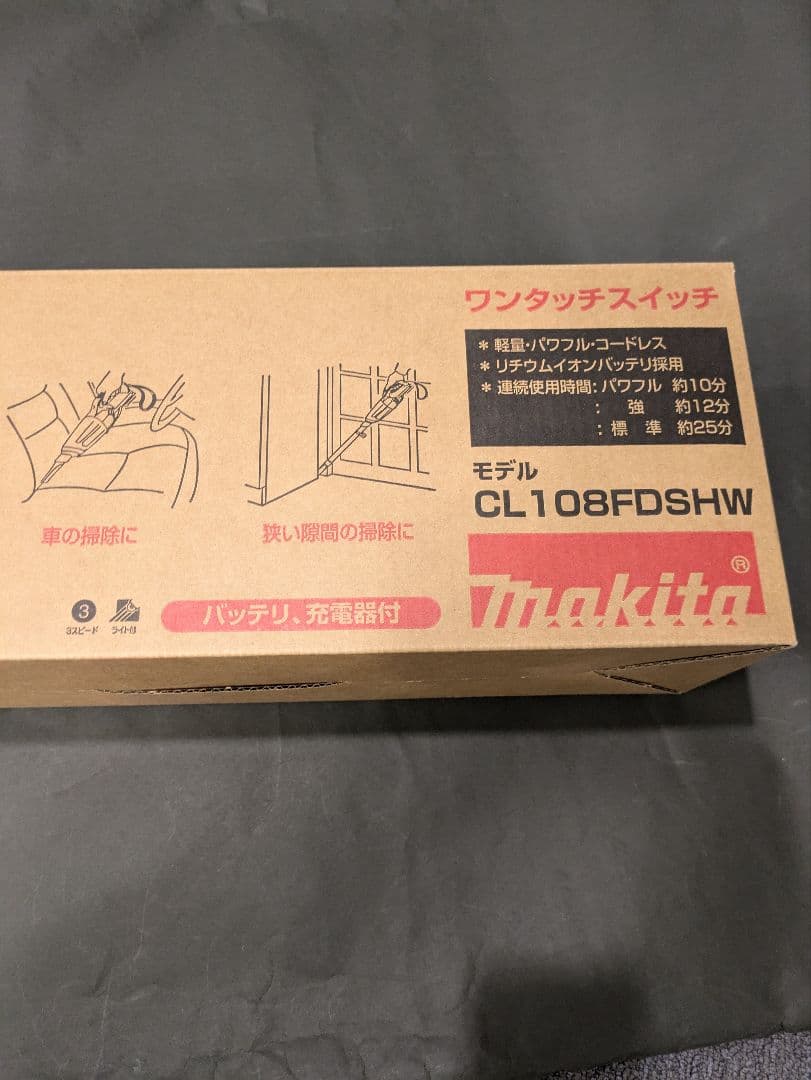 ワンタッチスイッチ
＊軽量・パワフル・コードレス
＊リチウムイオンバッテリ採用
＊連続使用時間：パワフル 約10分
：強 約12分
：標準 約25分
モデル
CL108FDSHW
makita®
車の掃除に
狭い隙間の掃除に
3
3スピード
ライト付
バッテリ、充電器付